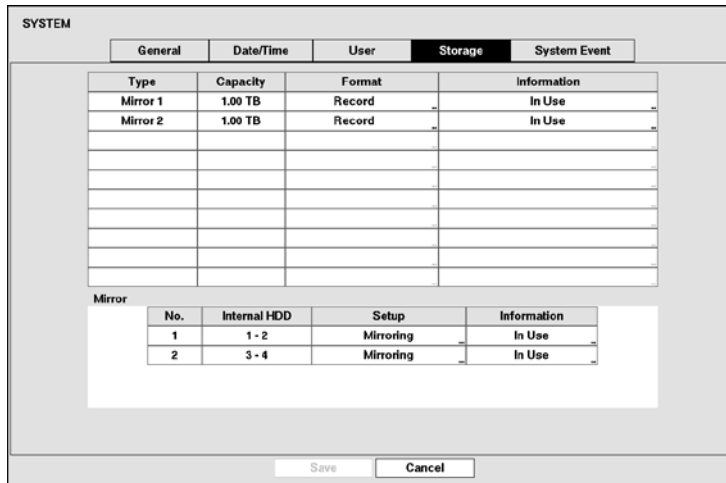 SYSTEM
General Date/Time User Storage System Event
Type Capacity Format Information
Mirror 1 1.00 TB Record ... In Use ...
Mirror 2 1.00 TB Record ... In Use ...
Mirror
No. Internal HDD Setup Information
1 1 - 2 Mirroring ... In Use ...
2 3 - 4 Mirroring ... In Use ...
Save Cancel